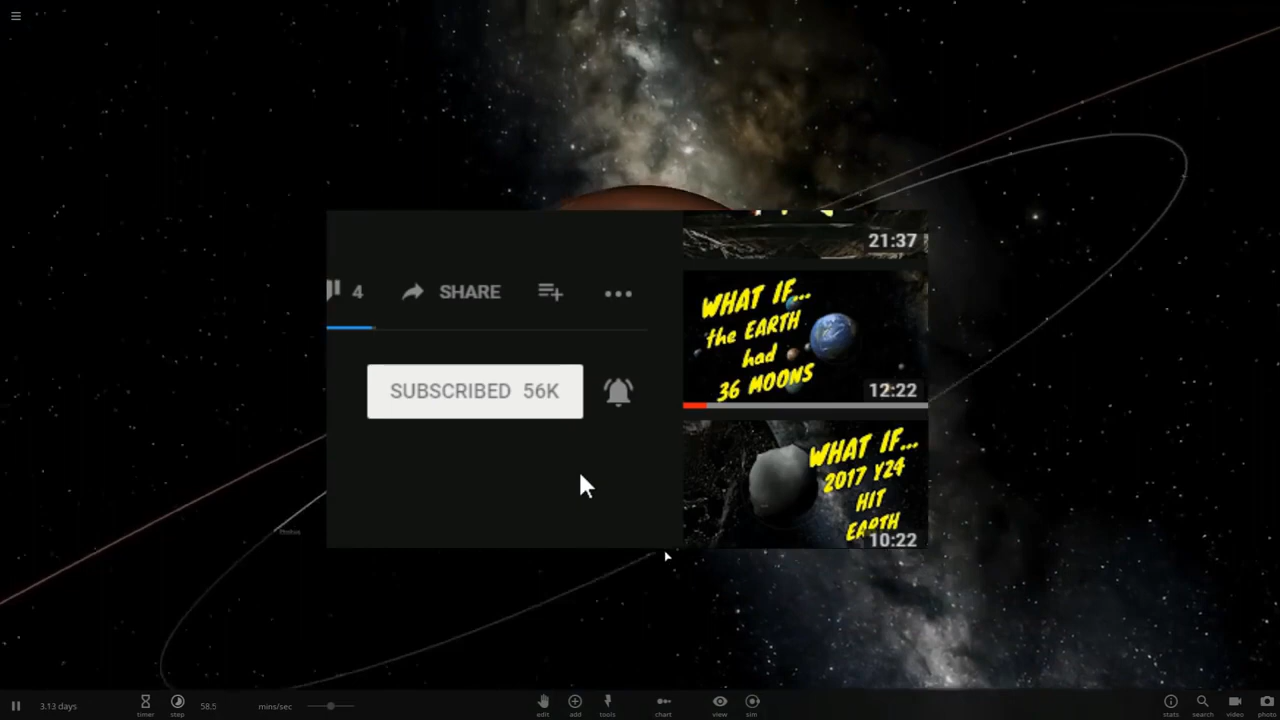 21:37
4 SHARE
WHAT IF...
the EARTH
had
36 MOONS
12:22
SUBSCRIBED 56K
WHAT IF...
2017 Y24
HIT
EARTH
10:22
Phobos
3.13 days
timer
step
58.5
mins/sec
edit
add
tools
chart
view
sim
stats
search
video
photo